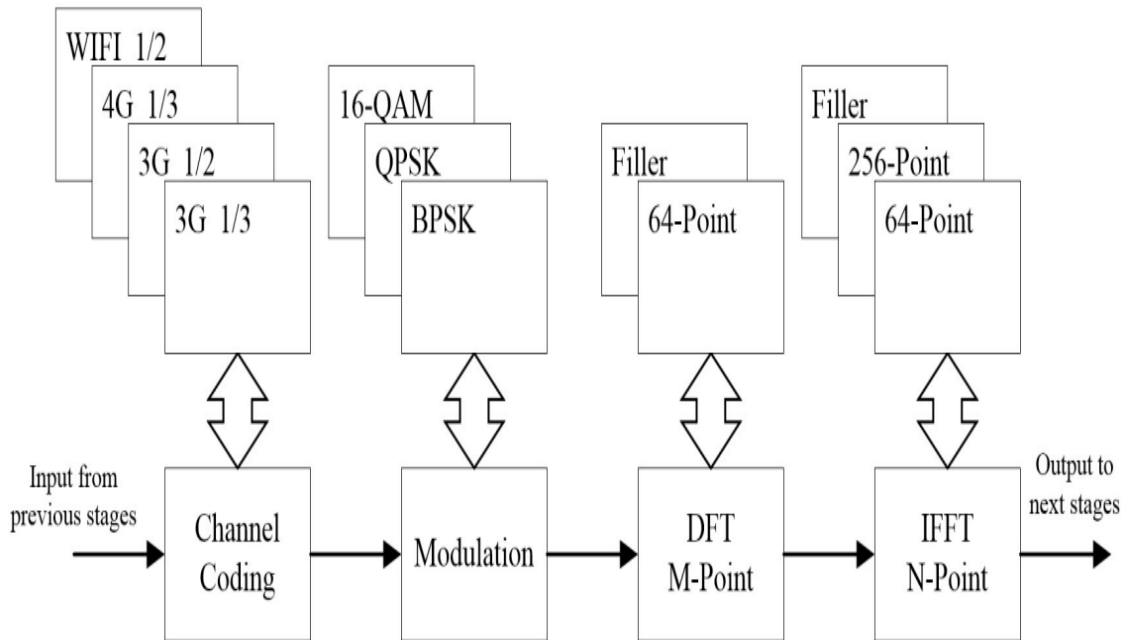 WIFI 1/2
4G 1/3
3G 1/2
3G 1/3
16-QAM
QPSK
BPSK
Filler
64-Point
Filler
256-Point
64-Point
Input from
previous stages
Channel
Coding
Modulation
DFT
M-Point
IFFT
N-Point
Output to
next stages